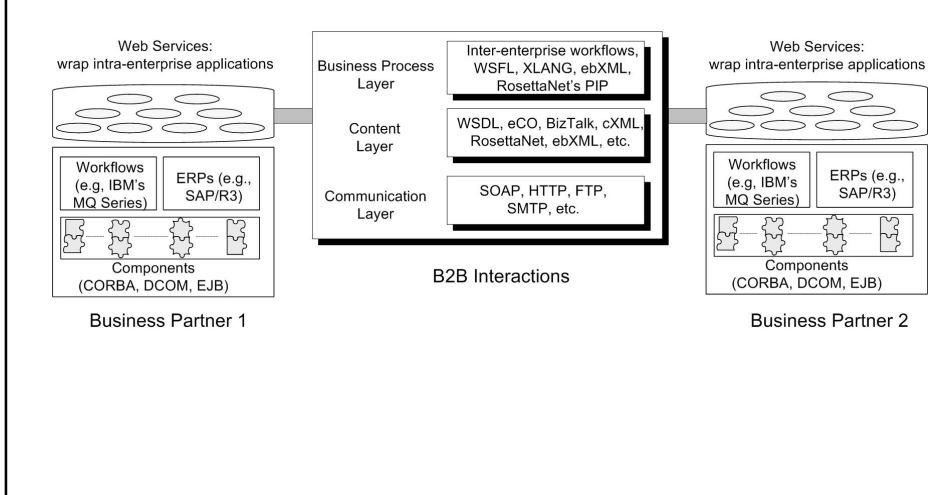 Web Services:
wrap intra-enterprise applications
Workflows
(e.g, IBM's
MQ Series)
ERPs (e.g.,
SAP/R3)
Components
(CORBA, DCOM, EJB)
Business Partner 1
Business Process
Layer
Inter-enterprise workflows,
WSFL, XLANG, ebXML,
RosettaNet's PIP
Content
Layer
WSDL, eCO, BizTalk, cXML,
RosettaNet, ebXML, etc.
Communication
Layer
SOAP, HTTP, FTP,
SMTP, etc.
B2B Interactions
Web Services:
wrap intra-enterprise applications
Workflows
(e.g, IBM's
MQ Series)
ERPs (e.g.,
SAP/R3)
Components
(CORBA, DCOM, EJB)
Business Partner 2